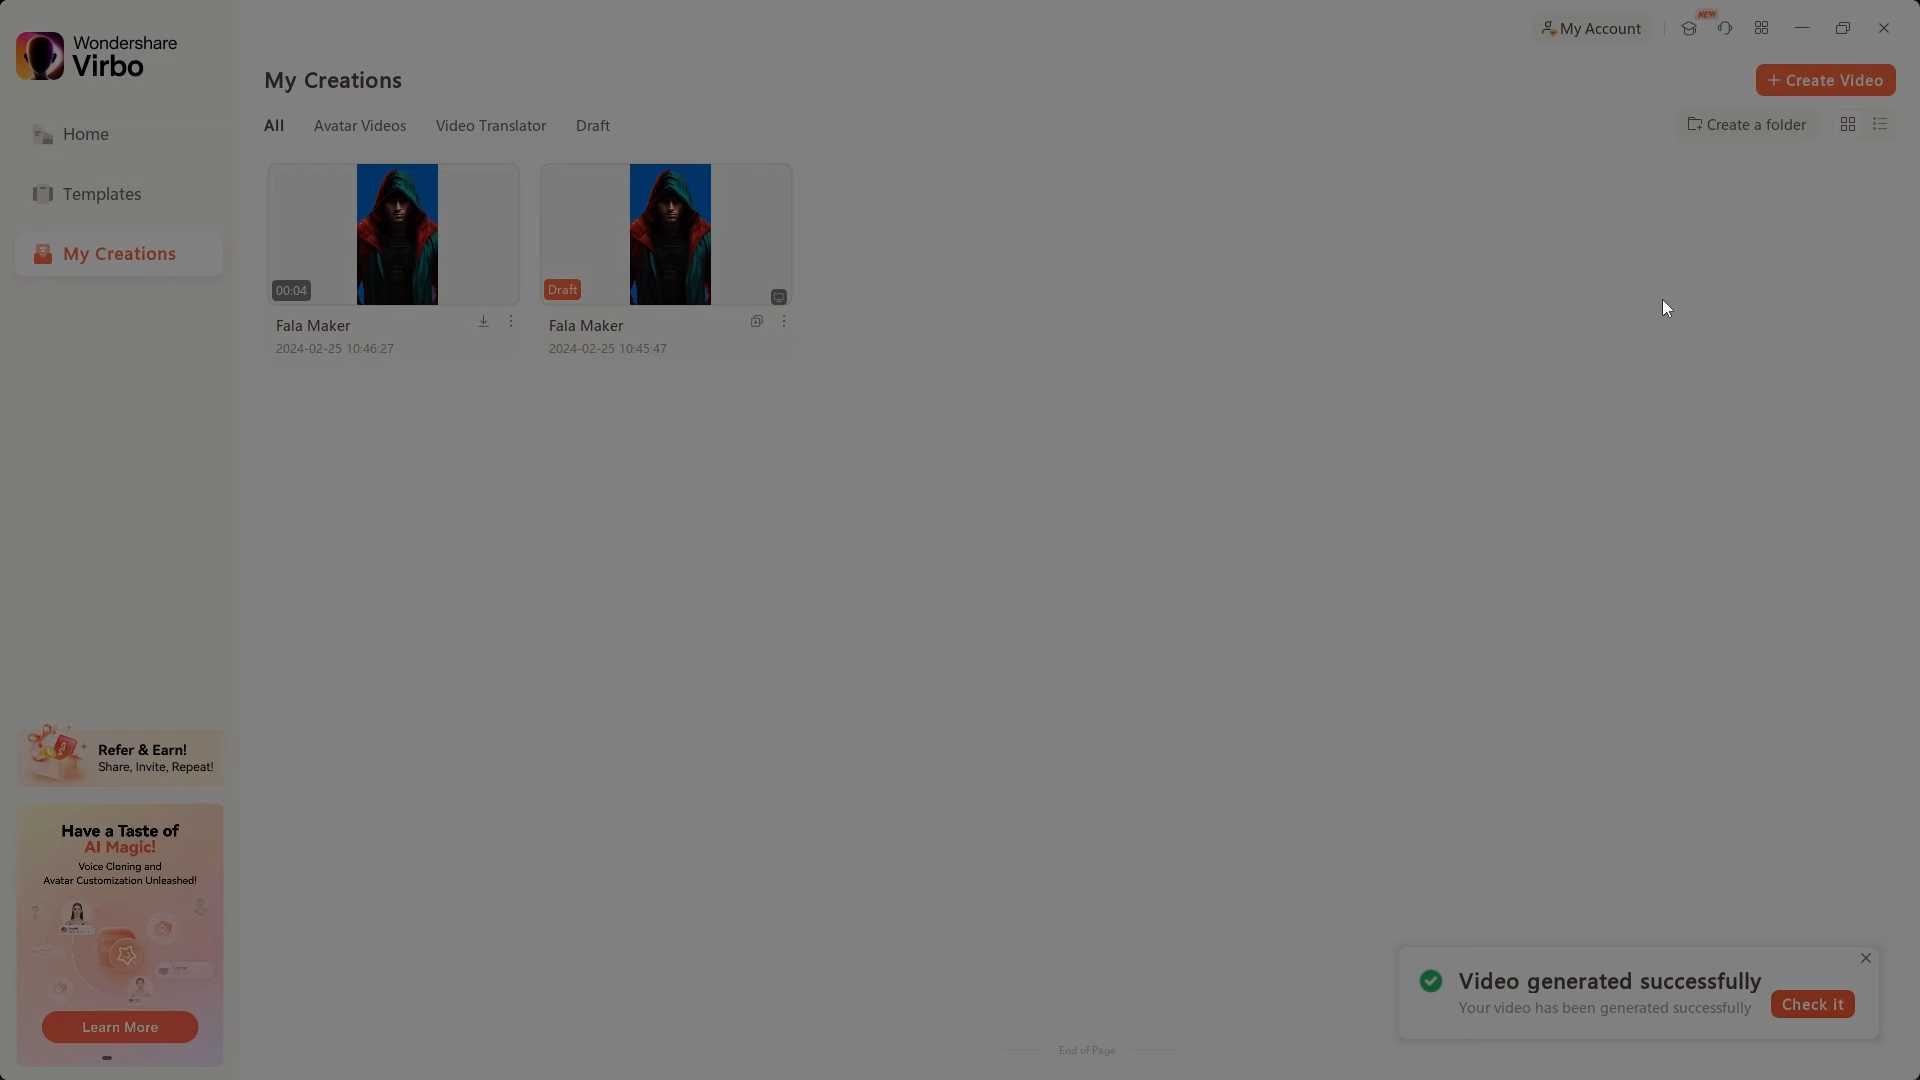 Wondershare
Virbo
My Account
NEW
Home
Templates
My Creations
My Creations
+ Create Video
All
Avatar Videos
Video Translator
Draft
Create a folder
00:04
Draft
Fala Maker
2024-02-25 10:46:27
Fala Maker
2024-02-25 10:45:47
Refer & Earn!
Share, Invite, Repeat!
Have a Taste of
AI Magic!
Voice Cloning and
Avatar Customization Unleashed!
Learn More
Video generated successfully
Your video has been generated successfully
Check it
End of Page